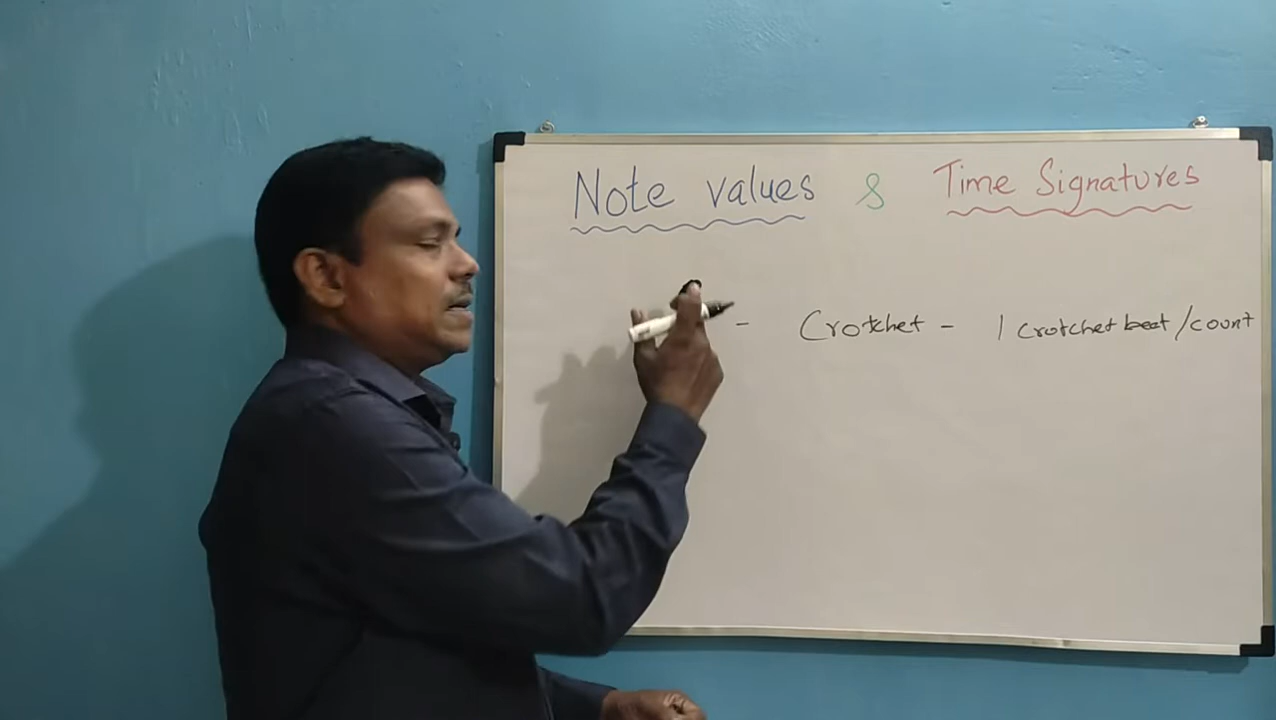 Note values & Time Signatures
- Crotchet - 1 crotchet beat/count